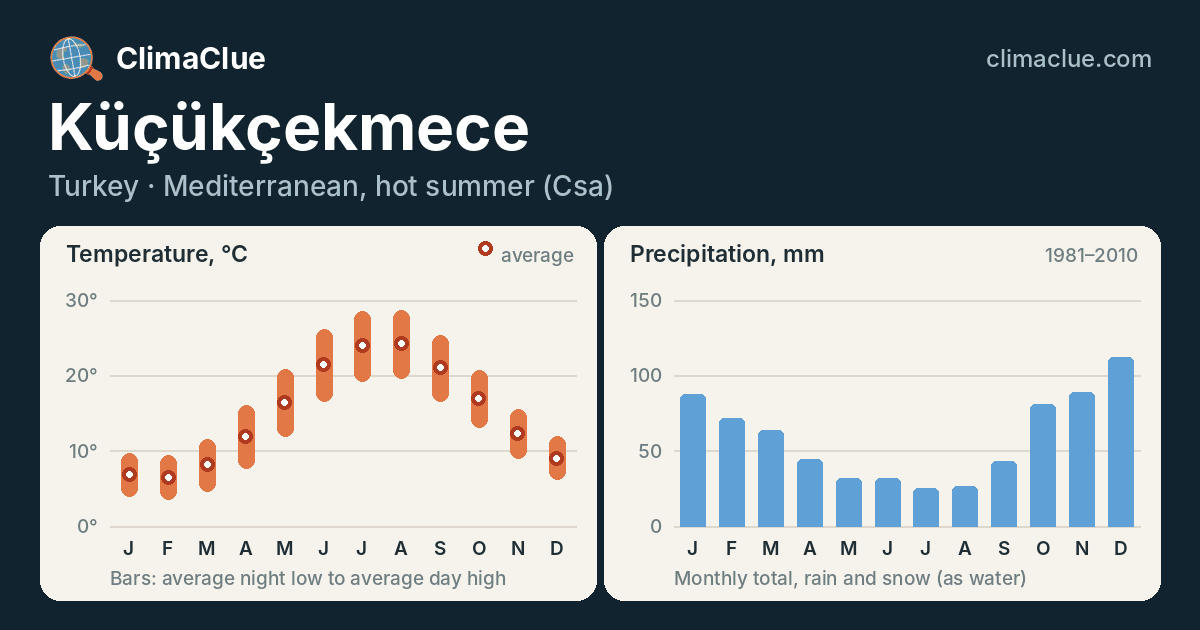 ClimaClue
climaclue.com
Küçükçekmece
Turkey · Mediterranean, hot summer (Csa)
Temperature, °C
average
30°
20°
10°
0°
J F M A M J J A S O N D
Bars: average night low to average day high
Precipitation, mm
1981–2010
150
100
50
0
J F M A M J J A S O N D
Monthly total, rain and snow (as water)